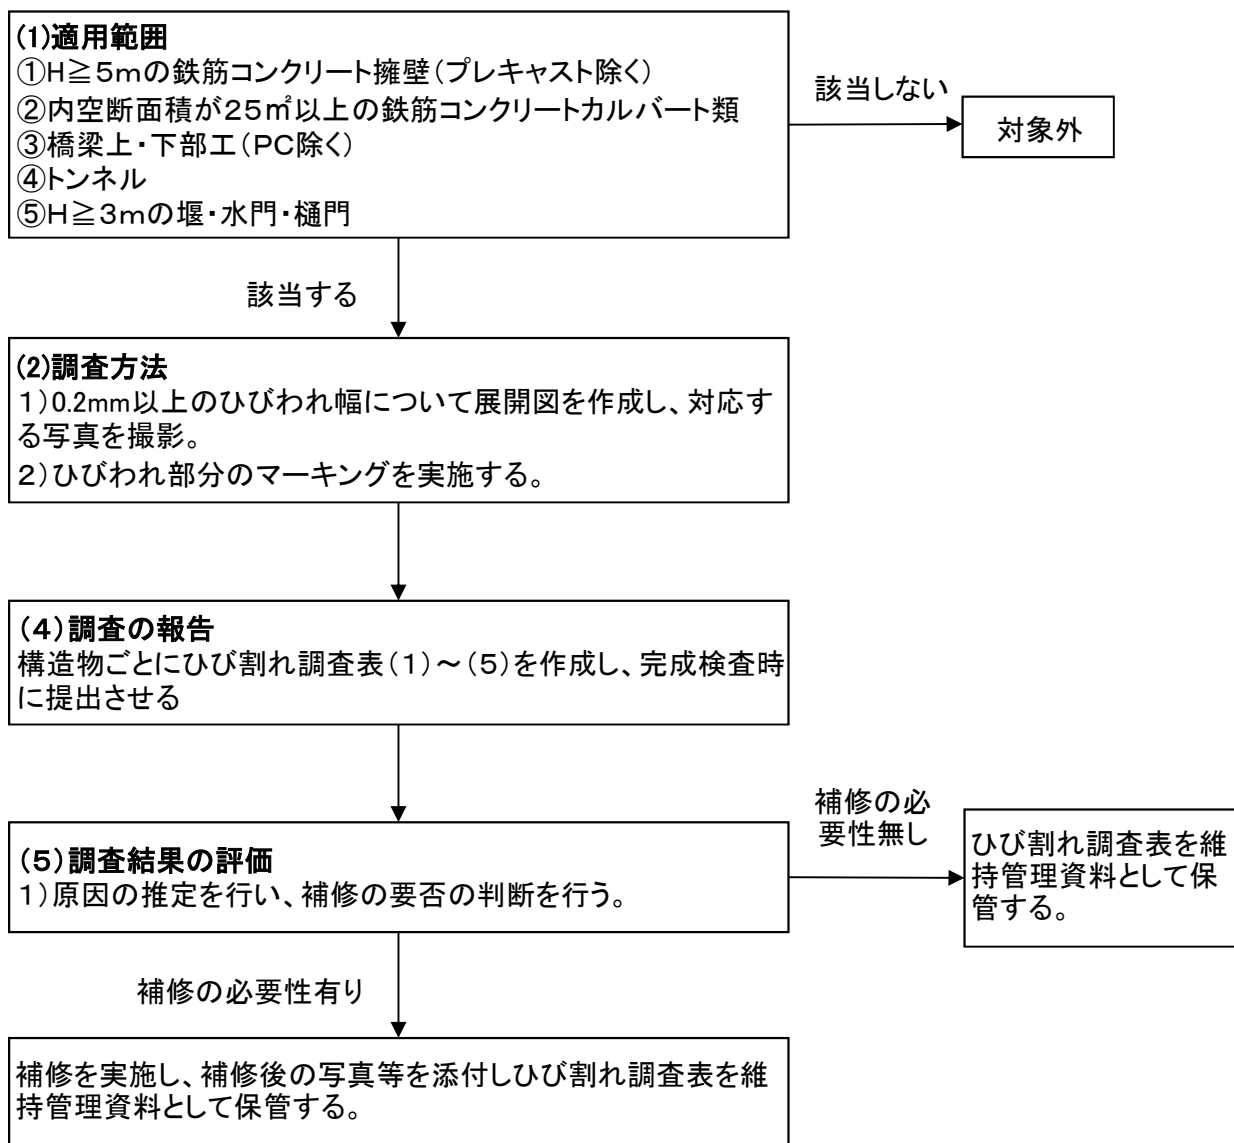 (1)適用範囲
①H≧5mの鉄筋コンクリート擁壁(プレキャスト除く)
②内空断面積が25㎡以上の鉄筋コンクリートカルバート類
③橋梁上・下部工(PC除く)
④トンネル
⑤H≧3mの堰・水門・樋門
該当しない
対象外
該当する
(2)調査方法
1)0.2mm以上のひびわれ幅について展開図を作成し、対応す
る写真を撮影。
2)ひびわれ部分のマーキングを実施する。
(4)調査の報告
構造物ごとにひび割れ調査表(1)~(5)を作成し、完成検査時
に提出させる
(5)調査結果の評価
1)原因の推定を行い、補修の要否の判断を行う。
補修の必
要性無し
ひび割れ調査表を維
持管理資料として保
管する。
補修の必要性有り
補修を実施し、補修後の写真等を添付しひび割れ調査表を維
持管理資料として保管する。